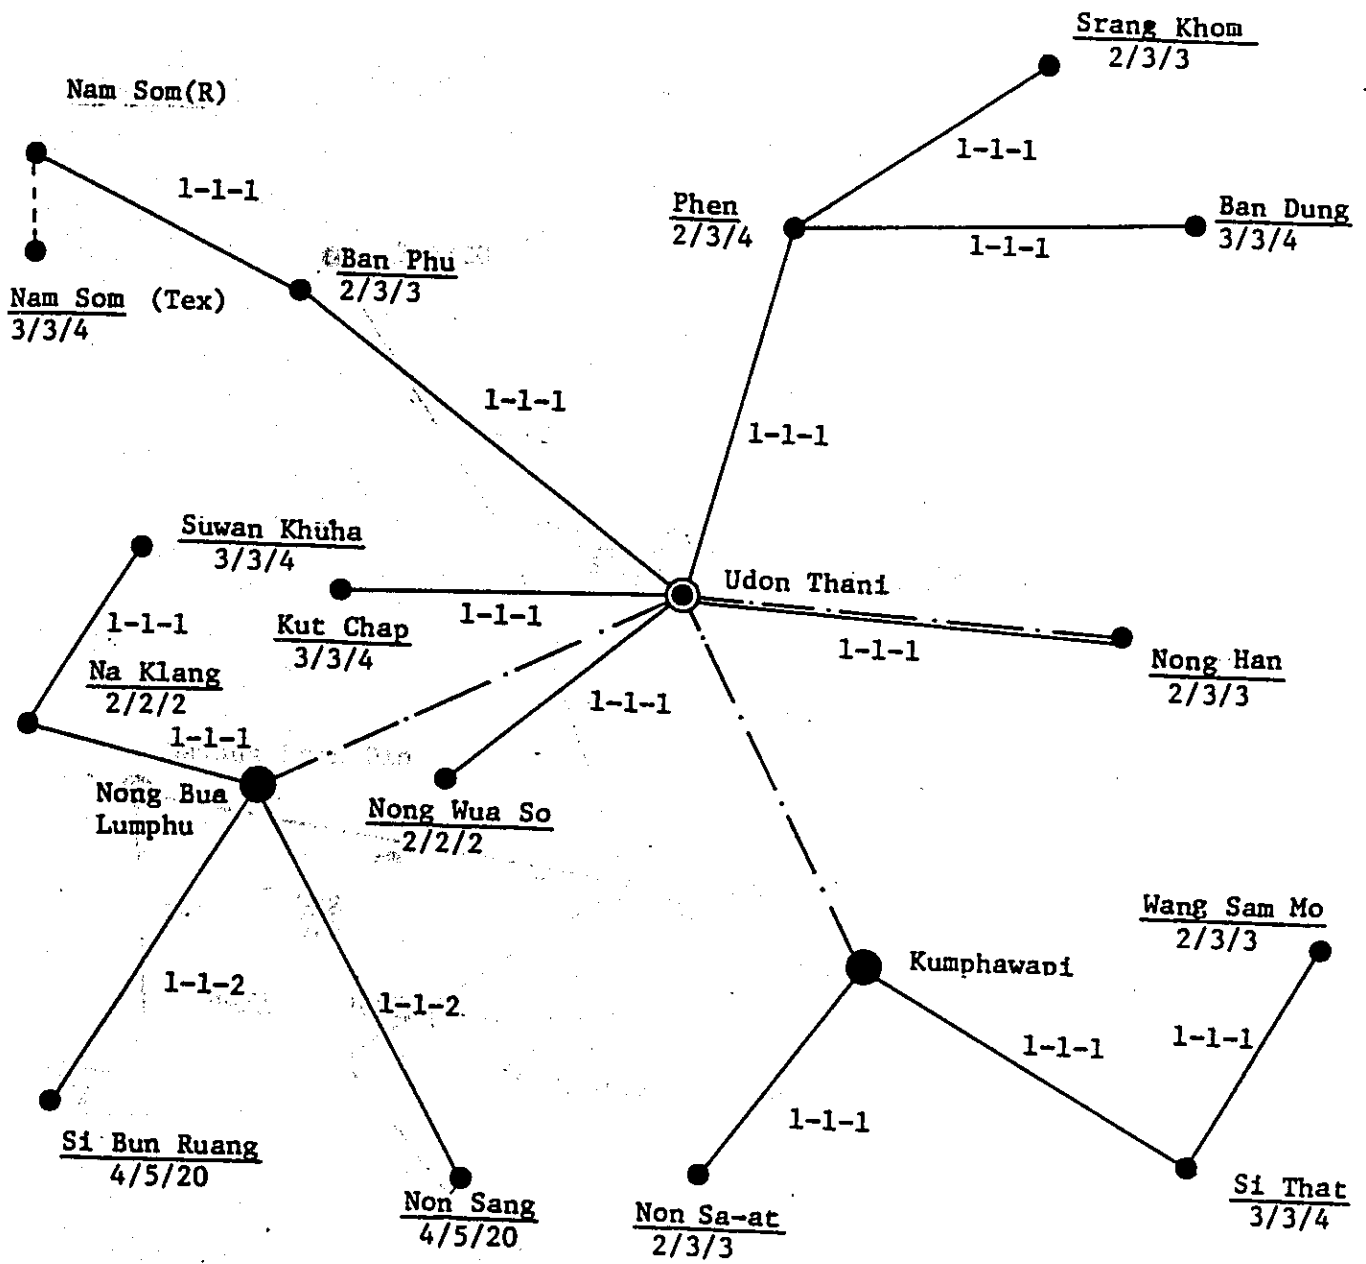 Srang Khom
2/3/3
Nam Som(R)
1-1-1
1-1-1
Phen
2/3/4
Ban Dung
3/3/4
1-1-1
Ban Phu
2/3/3
Nam Som (Tex)
3/3/4
1-1-1
1-1-1
Suwan Khuha
3/3/4
Udon Thani
1-1-1
Kut Chap
3/3/4
1-1-1
1-1-1
Nong Han
2/3/3
Na Klang
2/2/2
1-1-1
1-1-1
Nong Bua
Lumphu
Nong Wua So
2/2/2
Wang Sam Mo
2/3/3
Kumphawapi
1-1-2
1-1-2
1-1-1
1-1-1
1-1-1
Si Bun Ruang
4/5/20
Non Sang
4/5/20
Non Sa-at
2/3/3
Si That
3/3/4